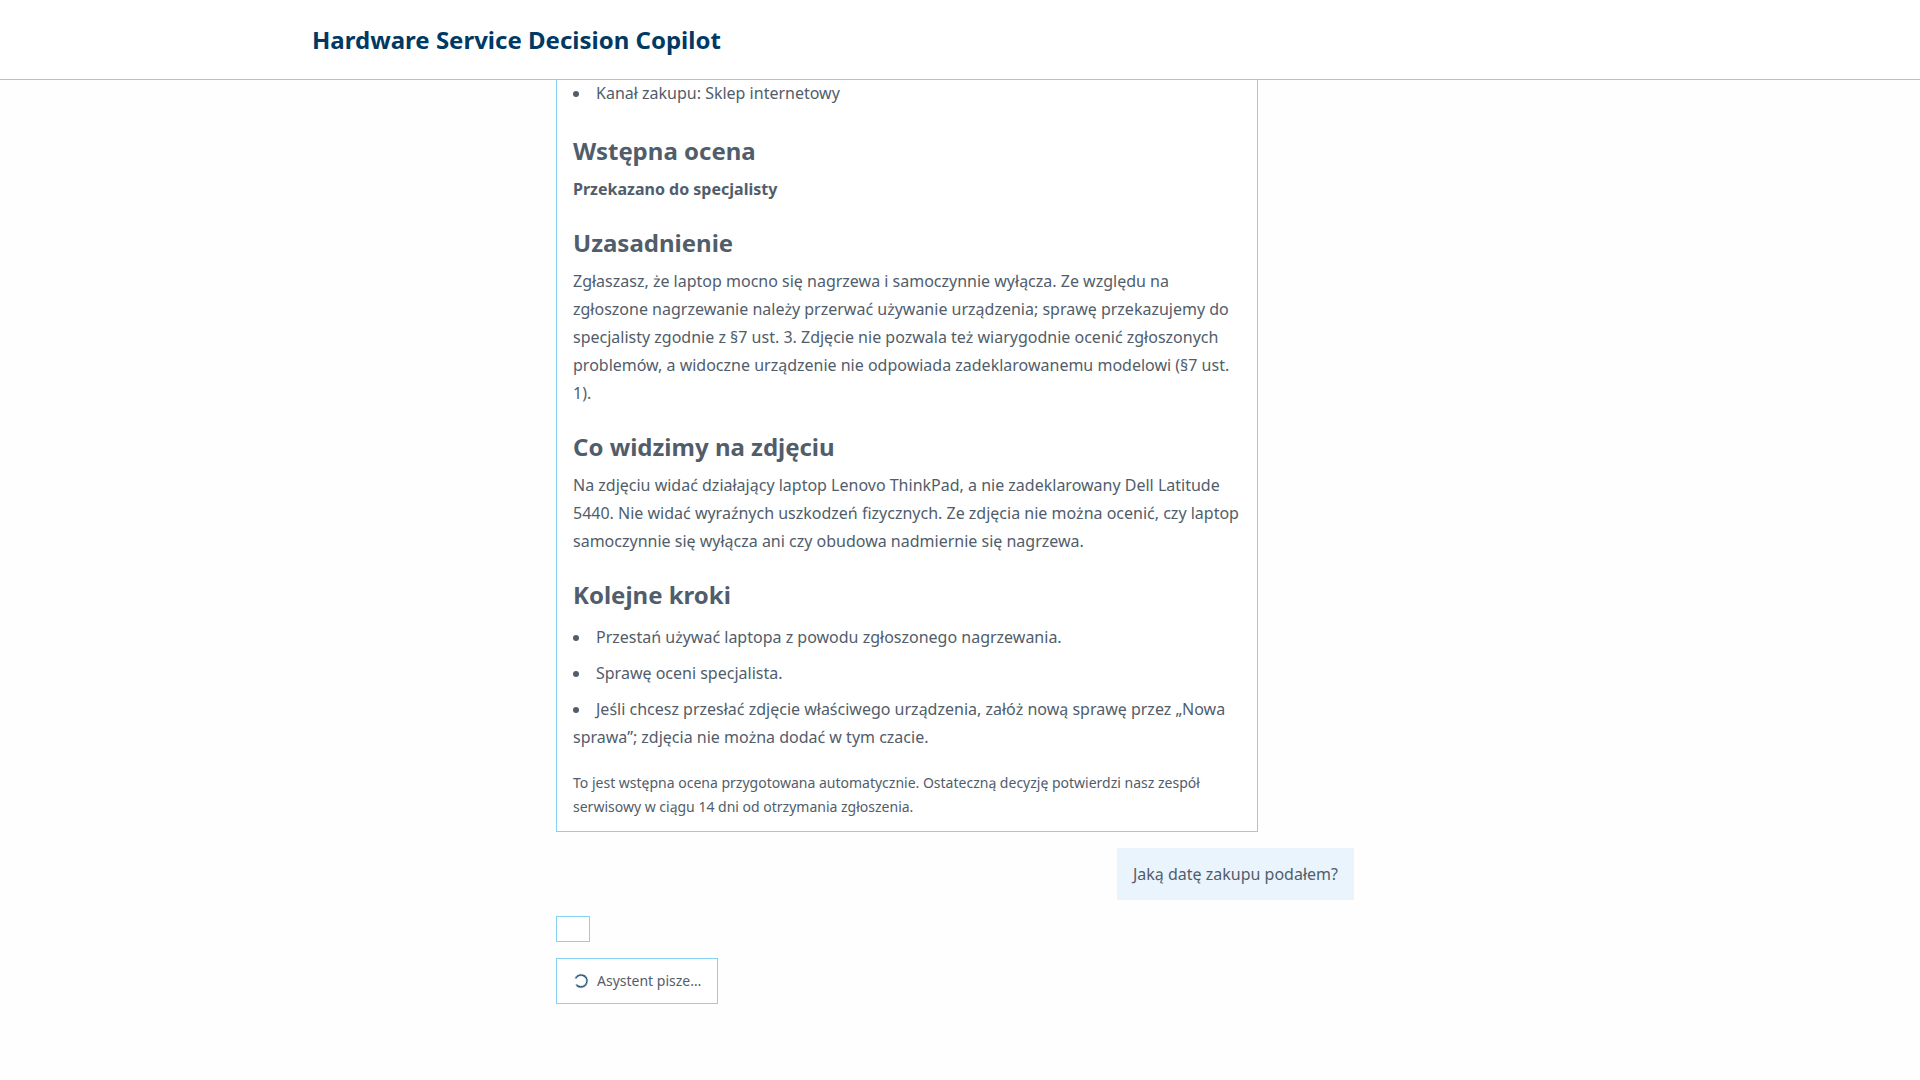 Hardware Service Decision Copilot
Kanał zakupu: Sklep internetowy
Wstępna ocena
Przekazano do specjalisty
Uzasadnienie
Zgłaszasz, że laptop mocno się nagrzewa i samoczynnie wyłącza. Ze względu na
zgłoszone nagrzewanie należy przerwać używanie urządzenia; sprawę przekazujemy do
specjalisty zgodnie z §7 ust. 3. Zdjęcie nie pozwala też wiarygodnie ocenić zgłoszonych
problemów, a widoczne urządzenie nie odpowiada zadeklarowanemu modelowi (§7 ust.
1).
Co widzimy na zdjęciu
Na zdjęciu widać działający laptop Lenovo ThinkPad, a nie zadeklarowany Dell Latitude
5440. Nie widać wyraźnych uszkodzeń fizycznych. Ze zdjęcia nie można ocenić, czy laptop
samoczynnie się wyłącza ani czy obudowa nadmiernie się nagrzewa.
Kolejne kroki
Przestań używać laptopa z powodu zgłoszonego nagrzewania.
Sprawę oceni specjalista.
Jeśli chcesz przesłać zdjęcie właściwego urządzenia, załóż nową sprawę przez „Nowa
sprawa”; zdjęcia nie można dodać w tym czacie.
To jest wstępna ocena przygotowana automatycznie. Ostateczną decyzję potwierdzi nasz zespół
serwisowy w ciągu 14 dni od otrzymania zgłoszenia.
Jaką datę zakupu podałem?
Asystent pisze...